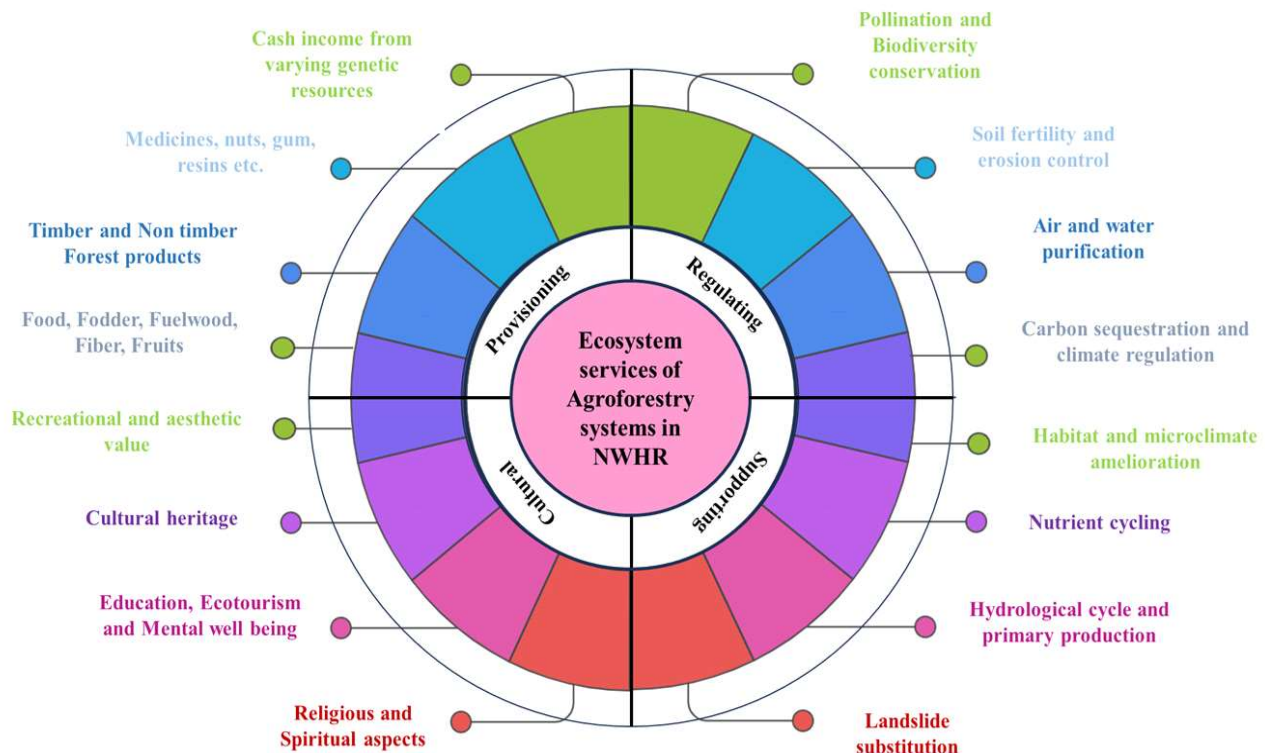 Cash income from
varying genetic
resources
Pollination and
Biodiversity
conservation
Medicines, nuts, gum,
resins etc.
Soil fertility and
erosion control
Timber and Non timber
Forest products
Air and water
purification
Food, Fodder, Fuelwood,
Fiber, Fruits
Carbon sequestration and
climate regulation
Provisioning
Regulating
Ecosystem
services of
Agroforestry
systems in
NWHR
Cultural
Supporting
Recreational and aesthetic
value
Habitat and microclimate
amelioration
Cultural heritage
Nutrient cycling
Education, Ecotourism
and Mental well being
Hydrological cycle and
primary production
Religious and
Spiritual aspects
Landslide
substitution